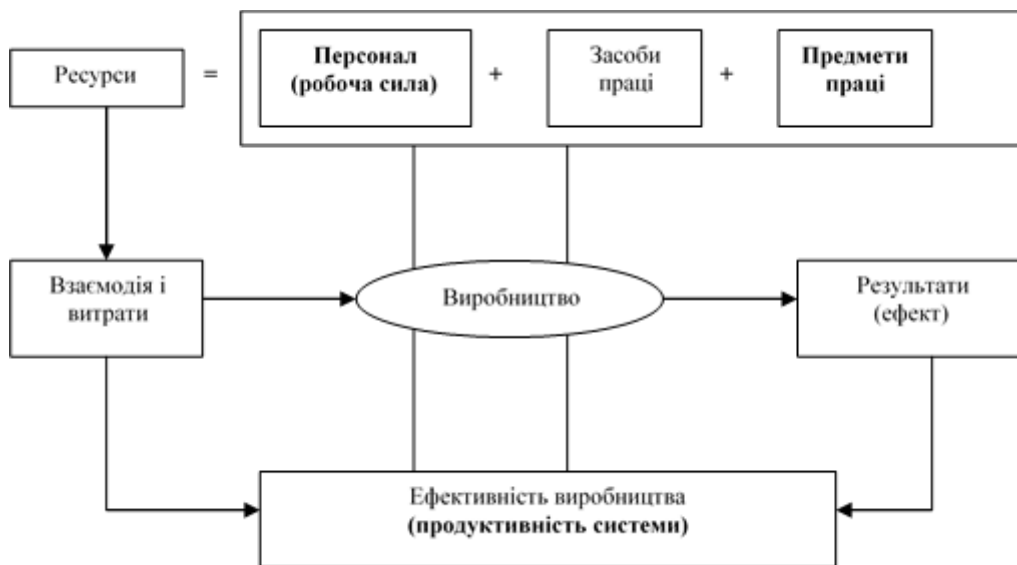 Ресурси
=
Персонал
(робоча сила)
+
Засоби
праці
+
Предмети
праці
Взаємодія і
витрати
Виробництво
Результати
(ефект)
Ефективність виробництва
(продуктивність системи)